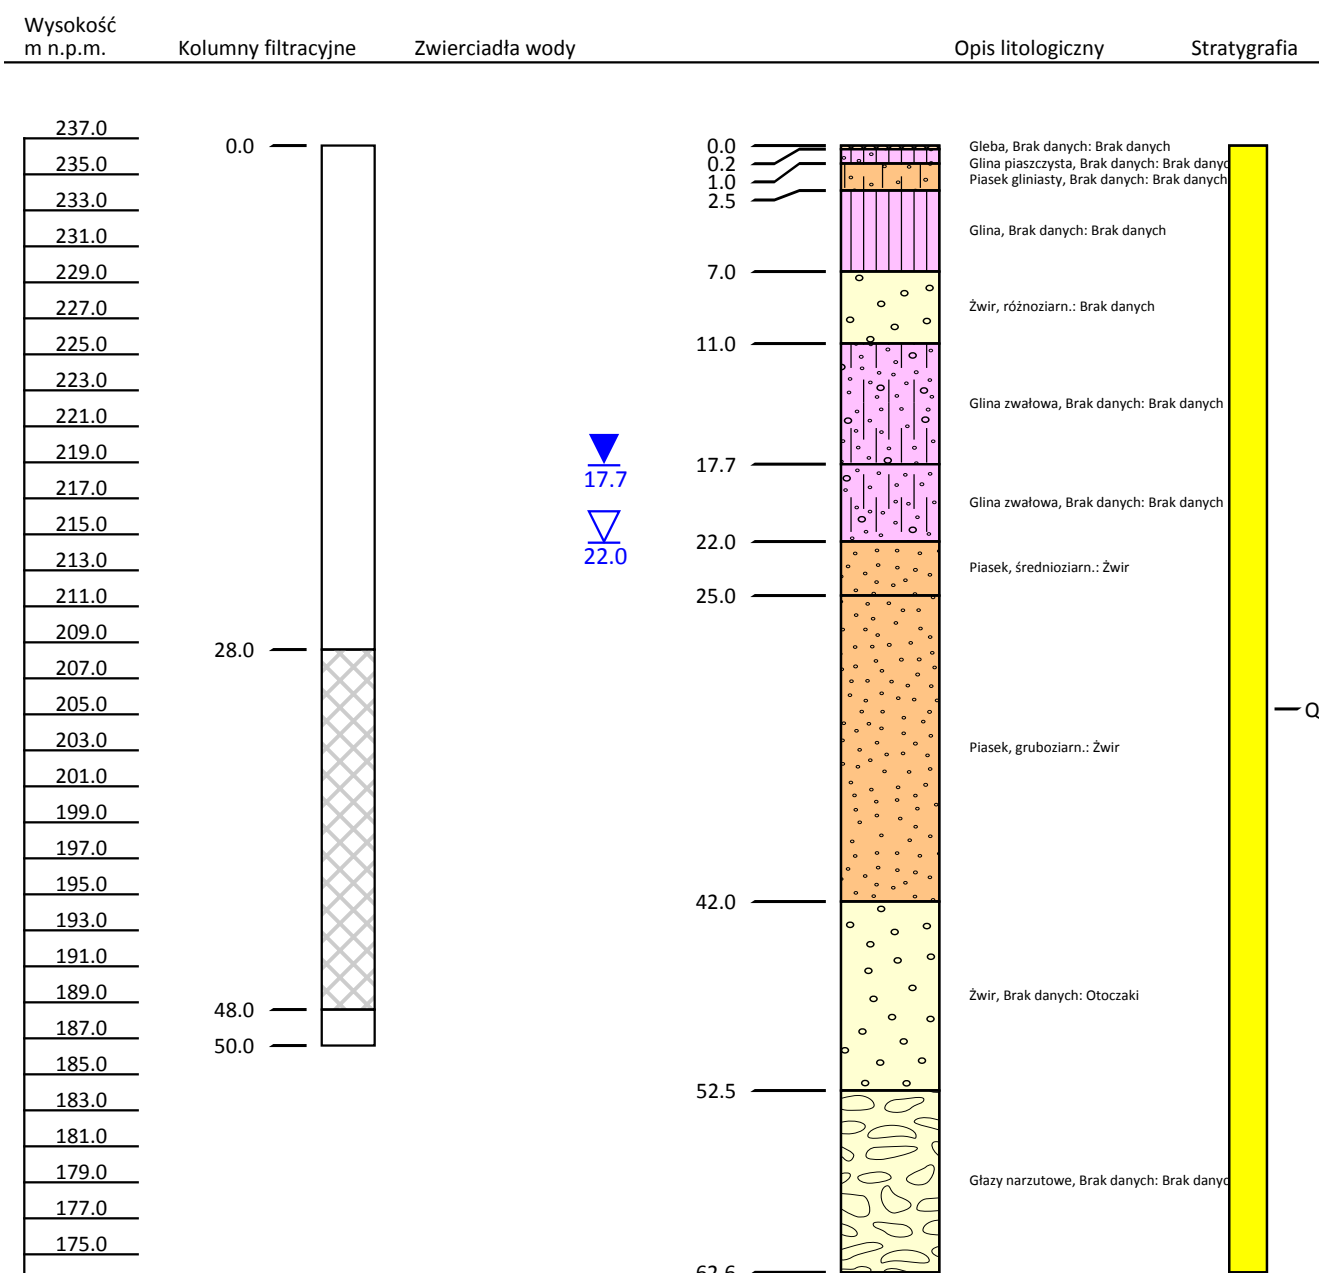 Wysokość
m n.p.m.
Kolumny filtracyjne
Zwierciadła wody
Opis litologiczny
Stratygrafia
237.0
235.0
233.0
231.0
229.0
227.0
225.0
223.0
221.0
219.0
217.0
215.0
213.0
211.0
209.0
207.0
205.0
203.0
201.0
199.0
197.0
195.0
193.0
191.0
189.0
187.0
185.0
183.0
181.0
179.0
177.0
175.0
0.0
28.0
48.0
50.0
17.7
22.0
0.0
0.2
1.0
2.5
7.0
11.0
17.7
22.0
25.0
42.0
52.5
62.6
Gleba, Brak danych: Brak danych
Glina piaszczysta, Brak danych: Brak danyc
Piasek gliniasty, Brak danych: Brak danych
Glina, Brak danych: Brak danych
Żwir, różnoziarn.: Brak danych
Glina zwałowa, Brak danych: Brak danych
Glina zwałowa, Brak danych: Brak danych
Piasek, średnioziarn.: Żwir
Piasek, gruboziarn.: Żwir
Żwir, Brak danych: Otoczaki
Głazy narzutowe, Brak danych: Brak danyc
Q